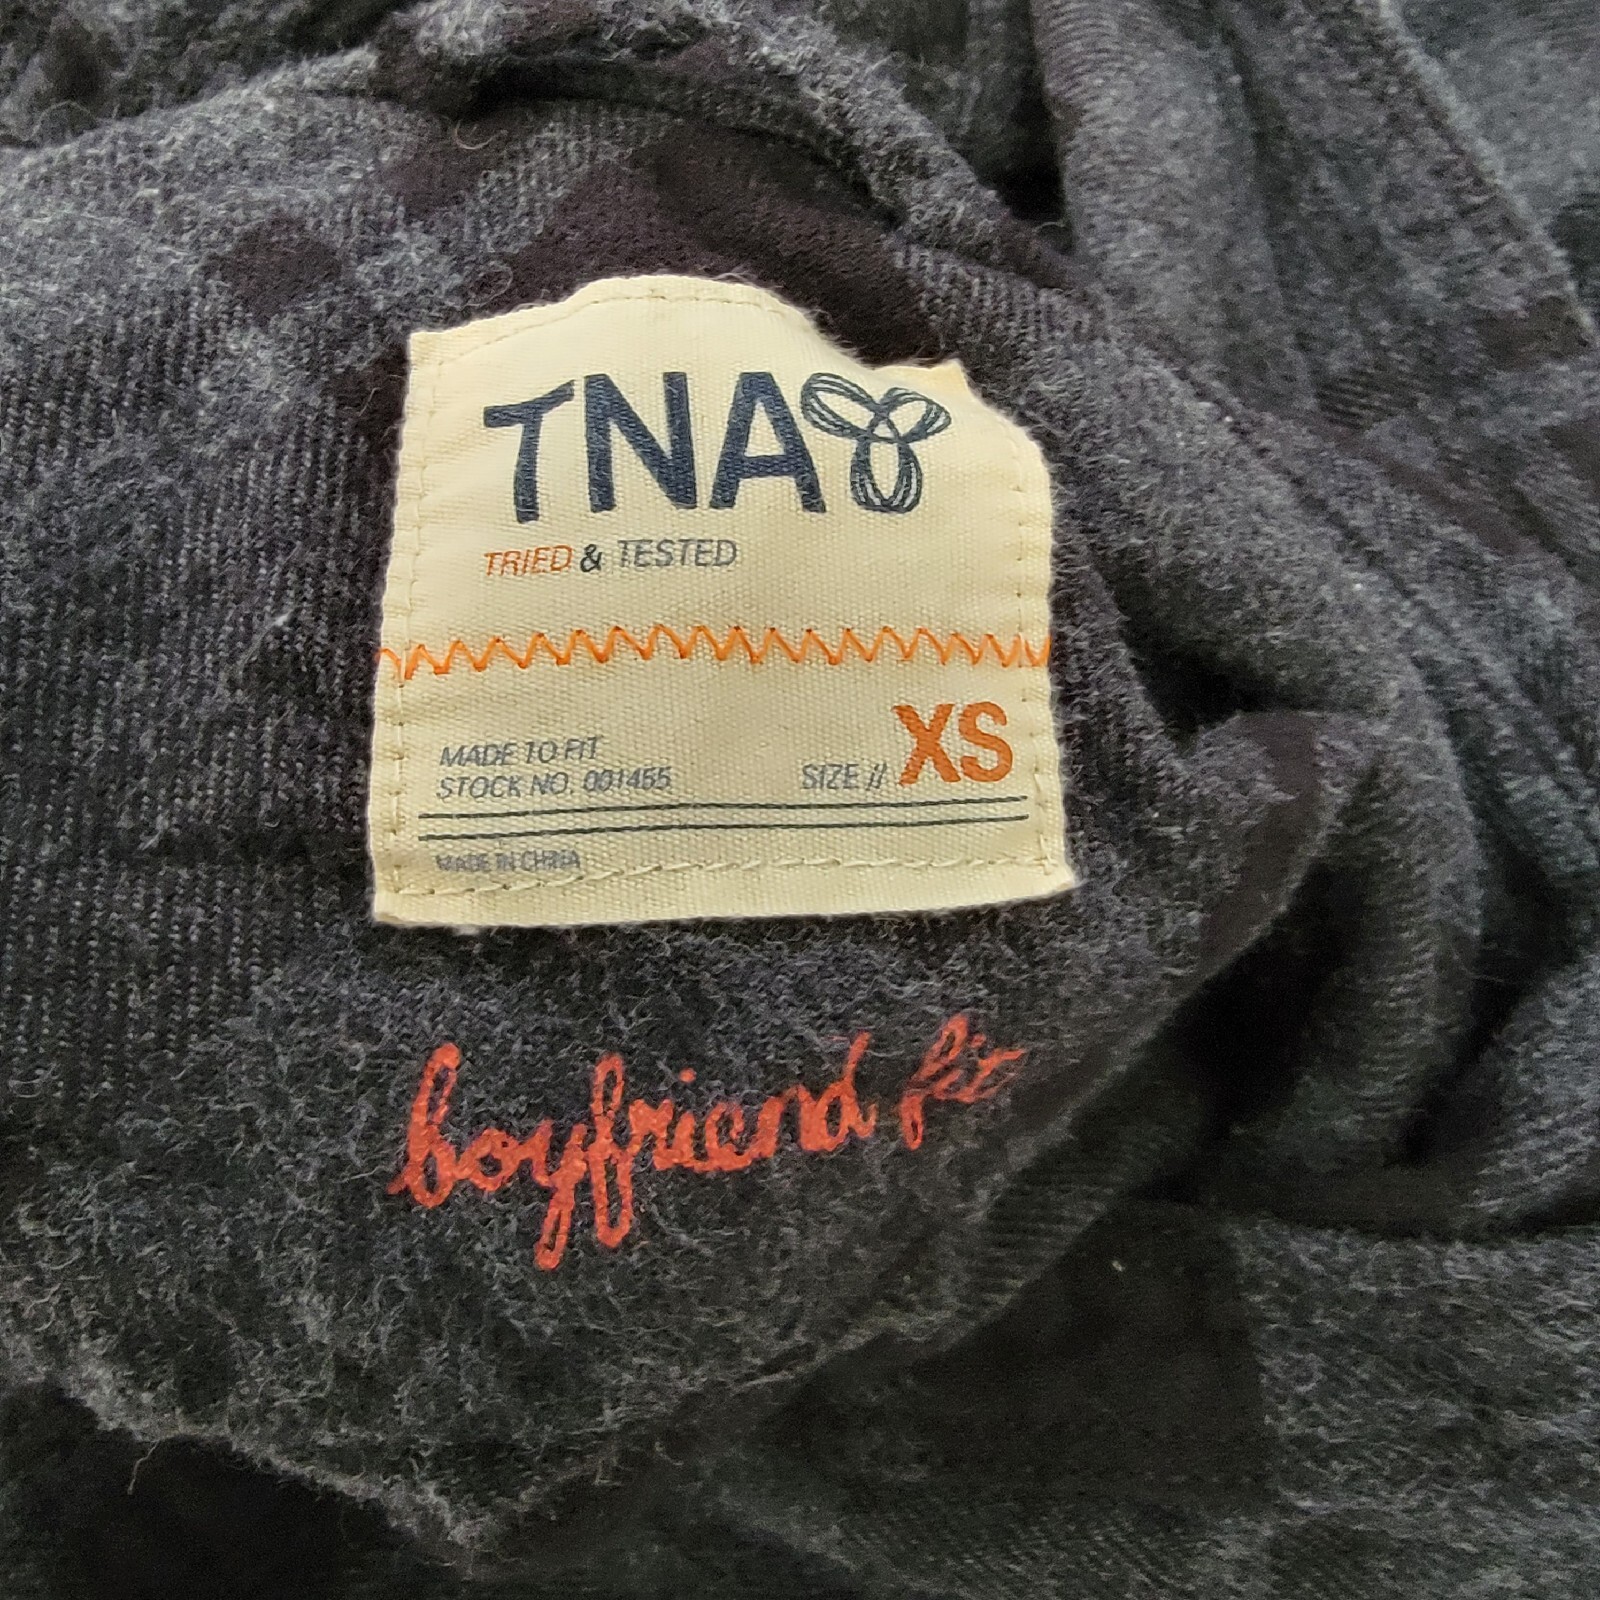 TNA
TRIED & TESTED
MADE TO FIT
STOCK NO. 001455
SIZE // XS
MADE IN CHINA
boyfriend fit